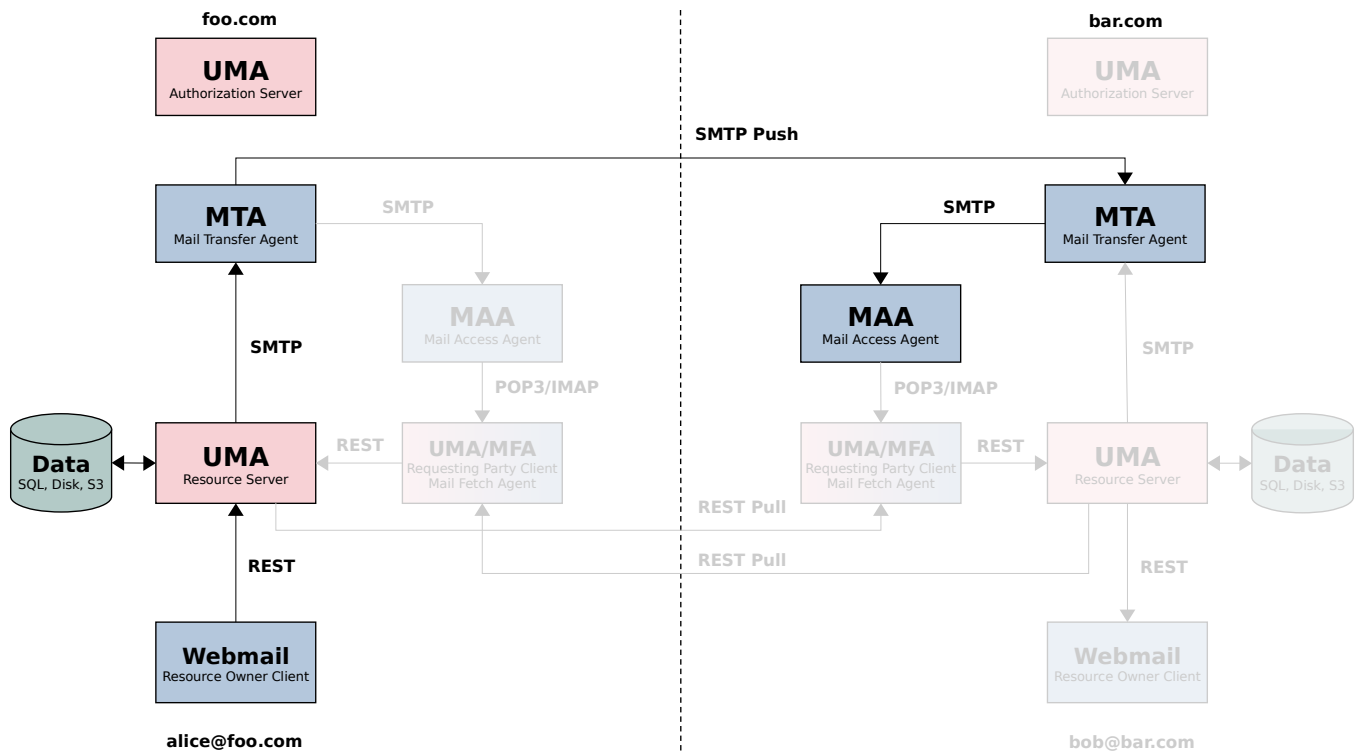 foo.com
bar.com
UMA
Authorization Server
UMA
Authorization Server
SMTP Push
MTA
Mail Transfer Agent
SMTP
SMTP
MTA
Mail Transfer Agent
MAA
Mail Access Agent
MAA
Mail Access Agent
SMTP
SMTP
POP3/IMAP
POP3/IMAP
Data
SQL, Disk, S3
UMA
Resource Server
REST
UMA/MFA
Requesting Party Client
Mail Fetch Agent
UMA/MFA
Requesting Party Client
Mail Fetch Agent
REST
UMA
Resource Server
Data
SQL, Disk, S3
REST Pull
REST Pull
REST
REST
Webmail
Resource Owner Client
Webmail
Resource Owner Client
alice@foo.com
bob@bar.com